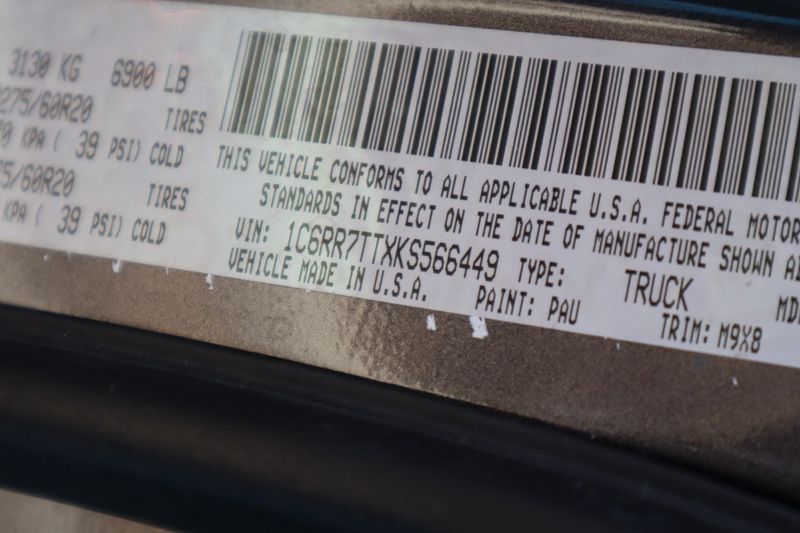 3130 KG 6900 LB
275/60R20 TIRES
KPA ( 39 PSI) COLD
75/60R20 TIRES
KPA ( 39 PSI) COLD
THIS VEHICLE CONFORMS TO ALL APPLICABLE U.S.A. FEDERAL MOTOR
STANDARDS IN EFFECT ON THE DATE OF MANUFACTURE SHOWN
VIN: 1C6RR7TTXKS566449 TYPE: TRUCK
VEHICLE MADE IN U.S.A. PAINT: PAU TRIM: M9X8